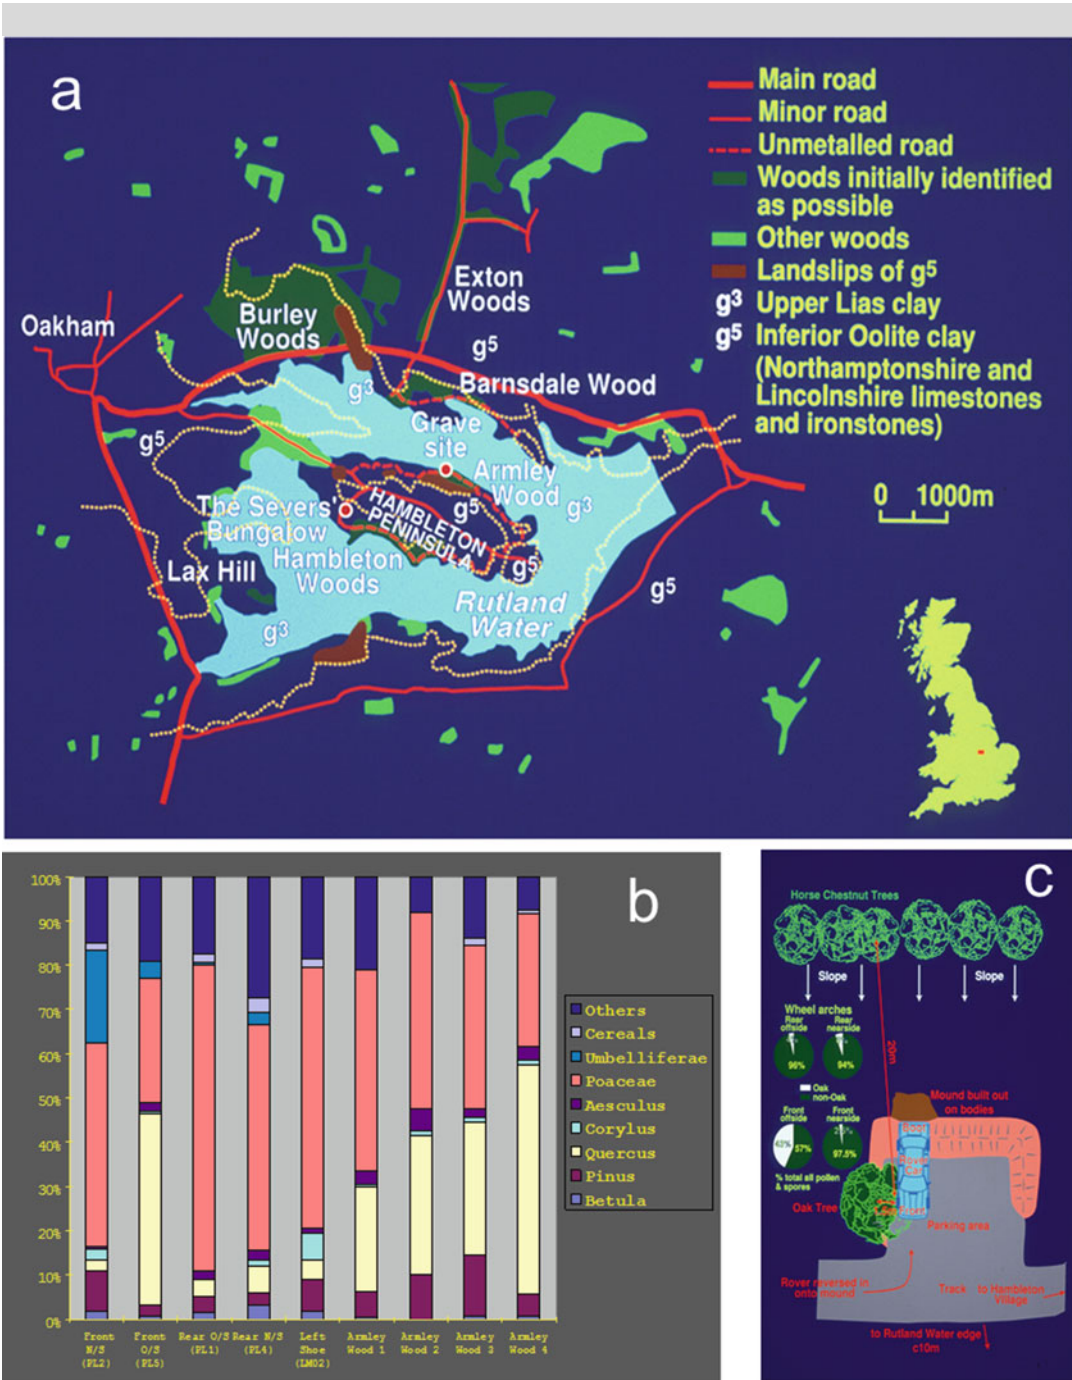 a
Main road
Minor road
Unmetalled road
Woods initially identified
as possible
Other woods
Landslips of g5
g3 Upper Lias clay
g5 Inferior Oolite clay
(Northamptonshire and
Lincolnshire limestones
and ironstones)
0 1000m
Oakham
Burley
Woods
Exton
Woods
g5
Barnsdale Wood
g3
Grave
site
g5
Armley
Wood
g3
g5
The Severs'
Bungalow
HAMBLETON
PENINSULA
Hambleton
Woods
g5
Lax Hill
g5
Rutland
Water
g3
b
100%
90%
80%
70%
60%
50%
40%
30%
20%
10%
0%
Front
N/S
(PL2)
Front
O/S
(PL5)
Rear O/S
(PL1)
Rear N/S
(PL4)
Left
Shoe
(LM02)
Armley
Wood 1
Armley
Wood 2
Armley
Wood 3
Armley
Wood 4
Others
Cereals
Umbelliferae
Poaceae
Aesculus
Corylus
Quercus
Pinus
Betula
c
Horse Chestnut Trees
Slope
Slope
Wheel arches
Rear
offside
Rear
nearside
96%
94%
20m
Oak
non-Oak
Front
offside
Front
nearside
43%
57%
97.5%
% total all pollen
& spores
Mound built out
on bodies
Boot
Rover
Car
Oak Tree
Parking area
Rover reversed in
onto mound
Track to Hambleton
Village
to Rutland Water edge
c10m